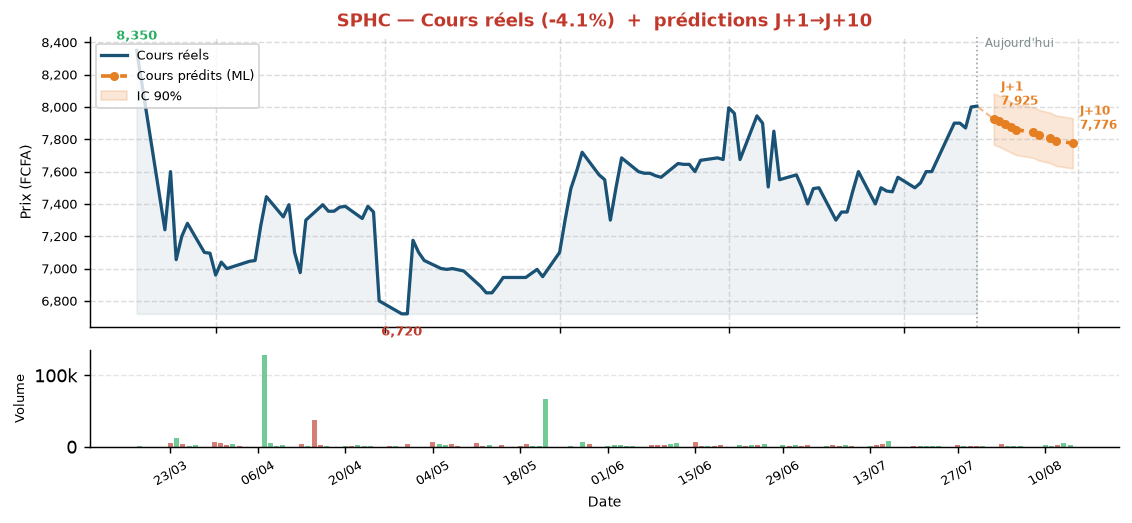 SPHC — Cours réels (-4.1%)  +  prédictions J+1→J+10
8,350
Cours réels
Cours prédits (ML)
IC 90%
Aujourd'hui
J+1
7,925
J+10
7,776
6,720
Prix (FCFA)
8,400
8,200
8,000
7,800
7,600
7,400
7,200
7,000
6,800
Volume
100k
0
23/03
06/04
20/04
04/05
18/05
01/06
15/06
29/06
13/07
27/07
10/08
Date